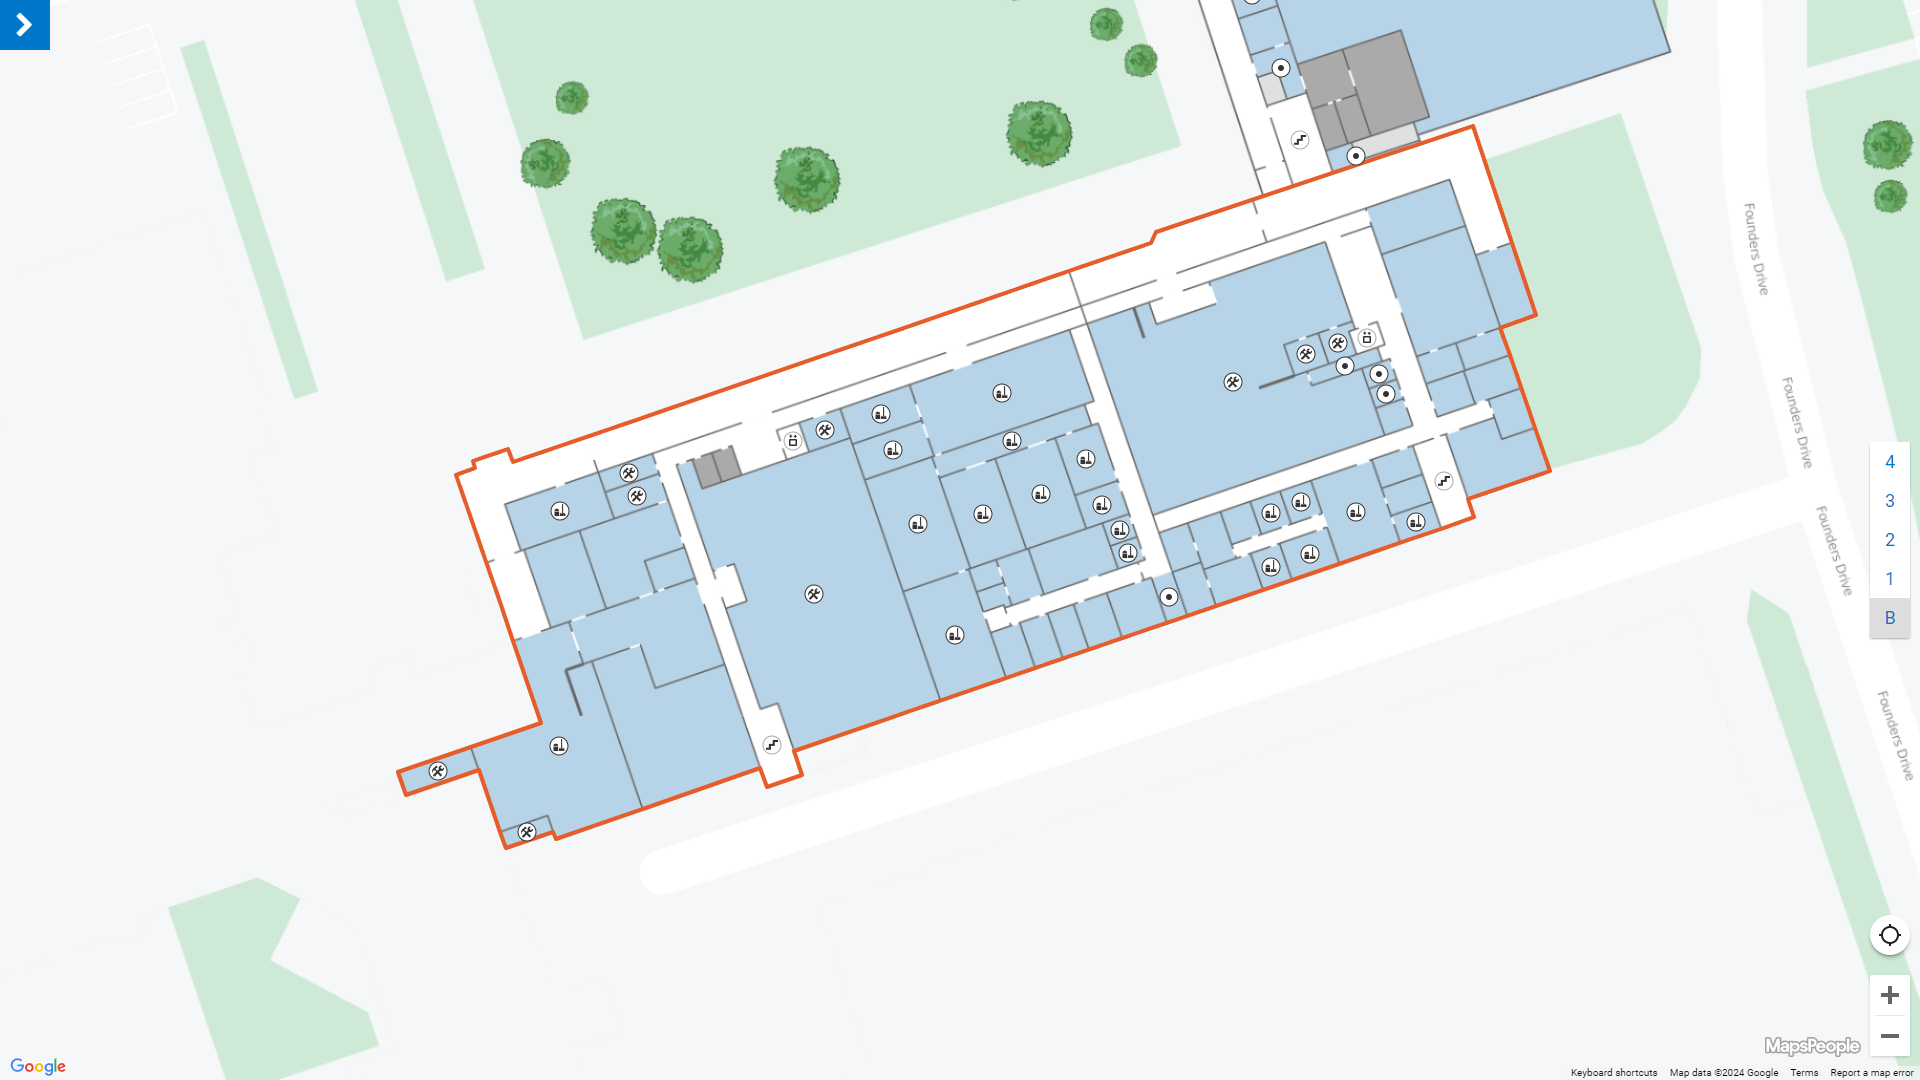 Founders Drive
Founders Drive
Founders Drive
Founders Drive
4
3
2
1
B
MapsPeople
Google
Keyboard shortcuts
Map data ©2024 Google
Terms
Report a map error